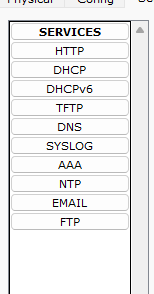 Physical Config
SERVICES
HTTP
DHCP
DHCPv6
TFTP
DNS
SYSLOG
AAA
NTP
EMAIL
FTP